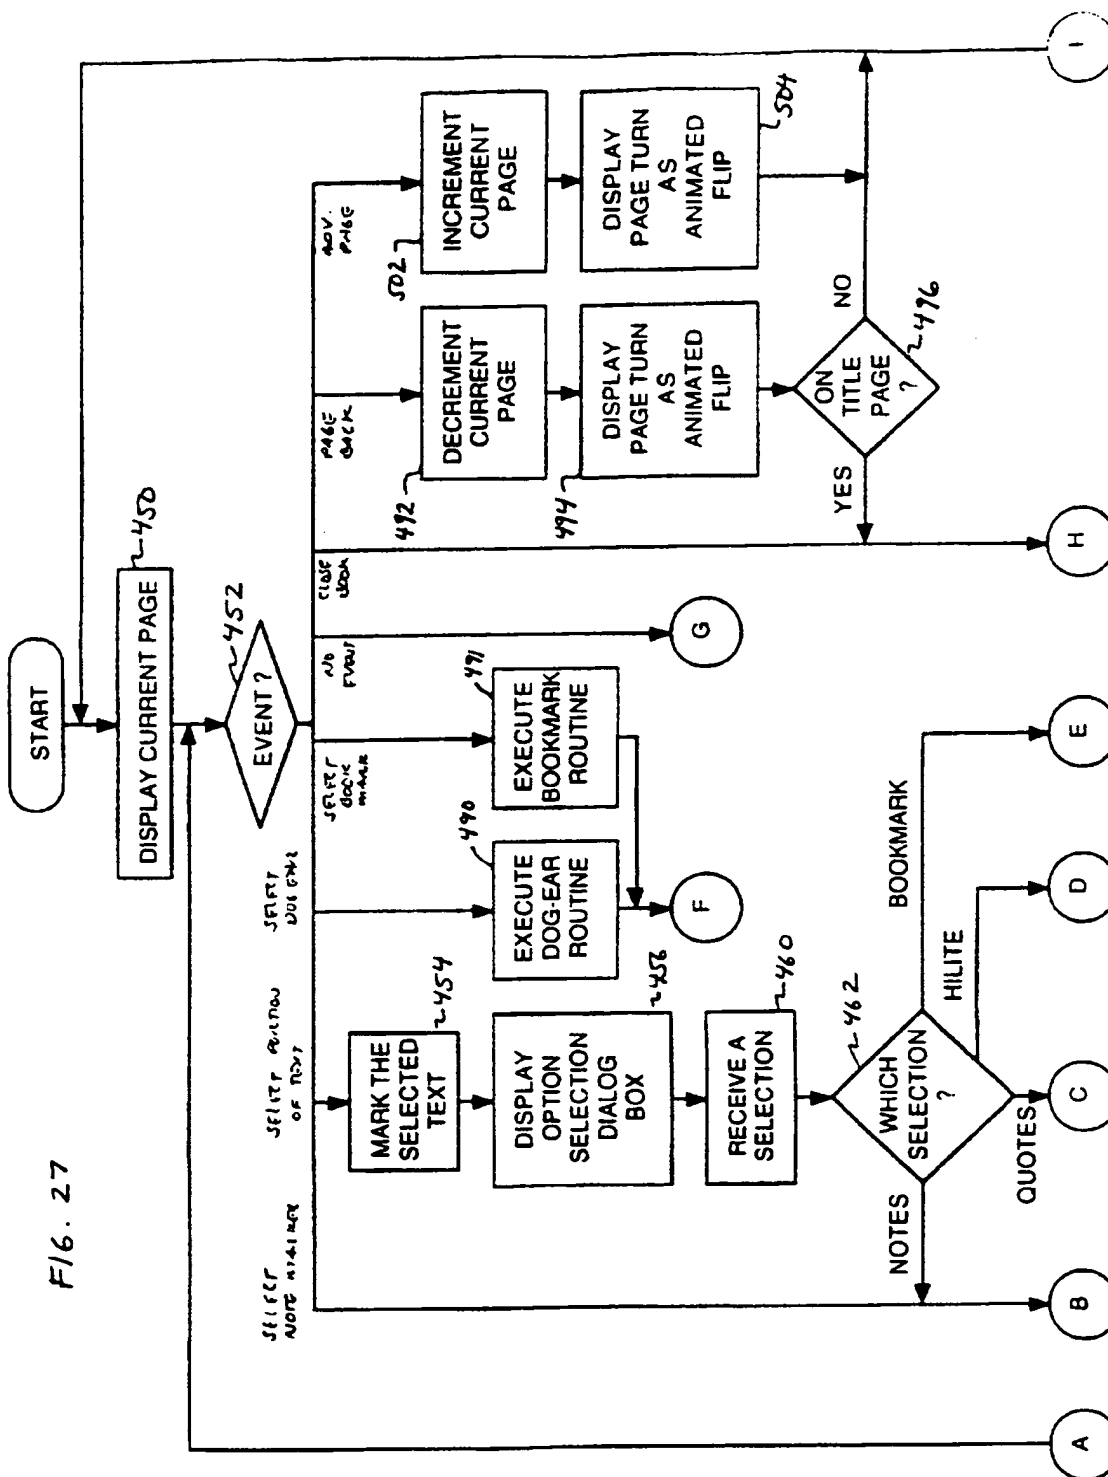 FIG. 27
START
DISPLAY CURRENT PAGE
450
EVENT ?
452
SELECT
NOTE MARKER
SELECT PORTION
OF TEXT
SELECT
DOG EAR
SELECT
BOOK
MARK
NO
EVENT
CLOSE
BOOK
PAGE
BACK
ADV.
PAGE
MARK THE
SELECTED
TEXT
454
DISPLAY
OPTION
SELECTION
DIALOG
BOX
456
RECEIVE A
SELECTION
460
WHICH
SELECTION
?
462
NOTES
QUOTES
HILITE
BOOKMARK
EXECUTE
DOG-EAR
ROUTINE
490
EXECUTE
BOOKMARK
ROUTINE
491
F
G
DECREMENT
CURRENT
PAGE
492
DISPLAY
PAGE TURN
AS
ANIMATED
FLIP
494
ON
TITLE
PAGE
?
496
YES
NO
INCREMENT
CURRENT
PAGE
502
DISPLAY
PAGE TURN
AS
ANIMATED
FLIP
504
A
B
C
D
E
H
I